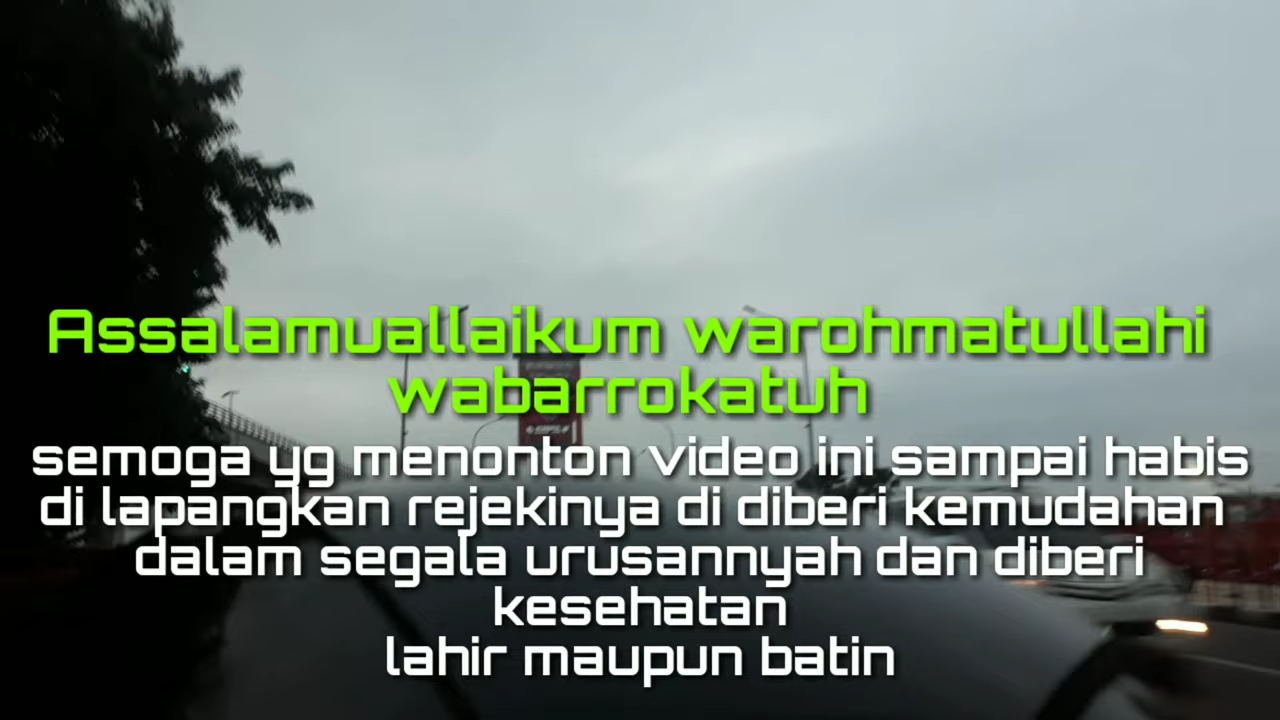 Assalamuallaikum warohmatullahi
wabarrokatuh
semoga yg menonton video ini sampai habis
di lapangkan rejekinya di diberi kemudahan
dalam segala urusannyah dan diberi
kesehatan
lahir maupun batin